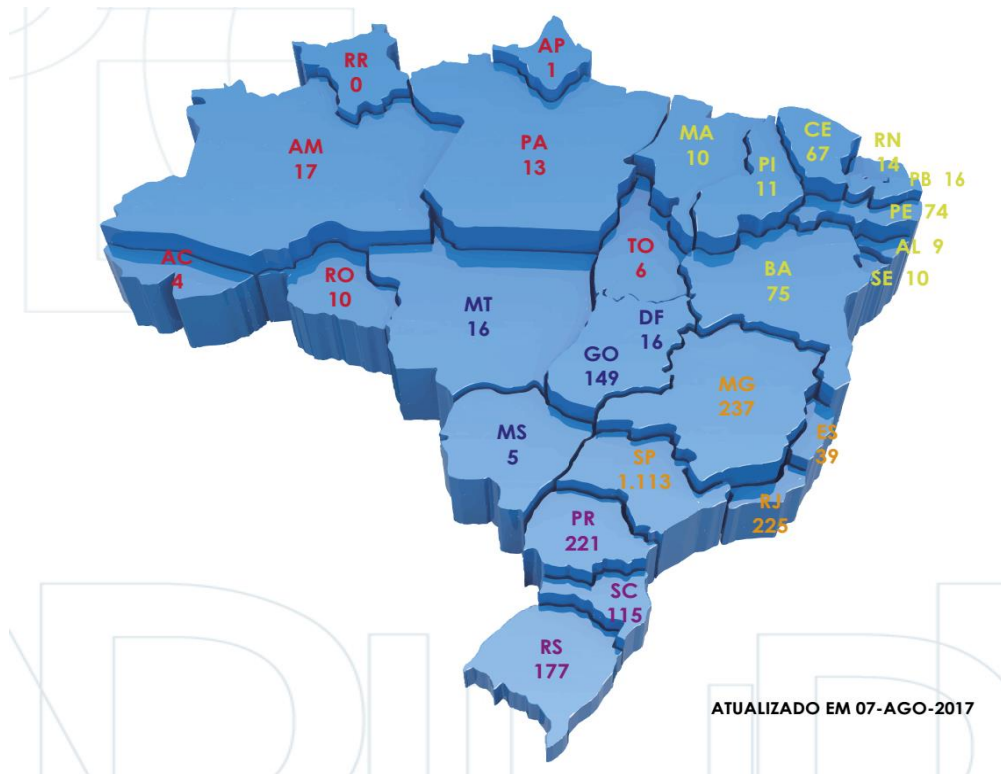 AP
1
RR
0
AM
17
PA
13
MA
10
PI
11
CE
67
RN
14
PB 16
PE 74
AL 9
SE 10
AC
4
RO
10
TO
6
BA
75
MT
16
DF
16
GO
149
MG
237
ES
39
MS
5
SP
1.113
RJ
225
PR
221
SC
115
RS
177
ATUALIZADO EM 07-AGO-2017